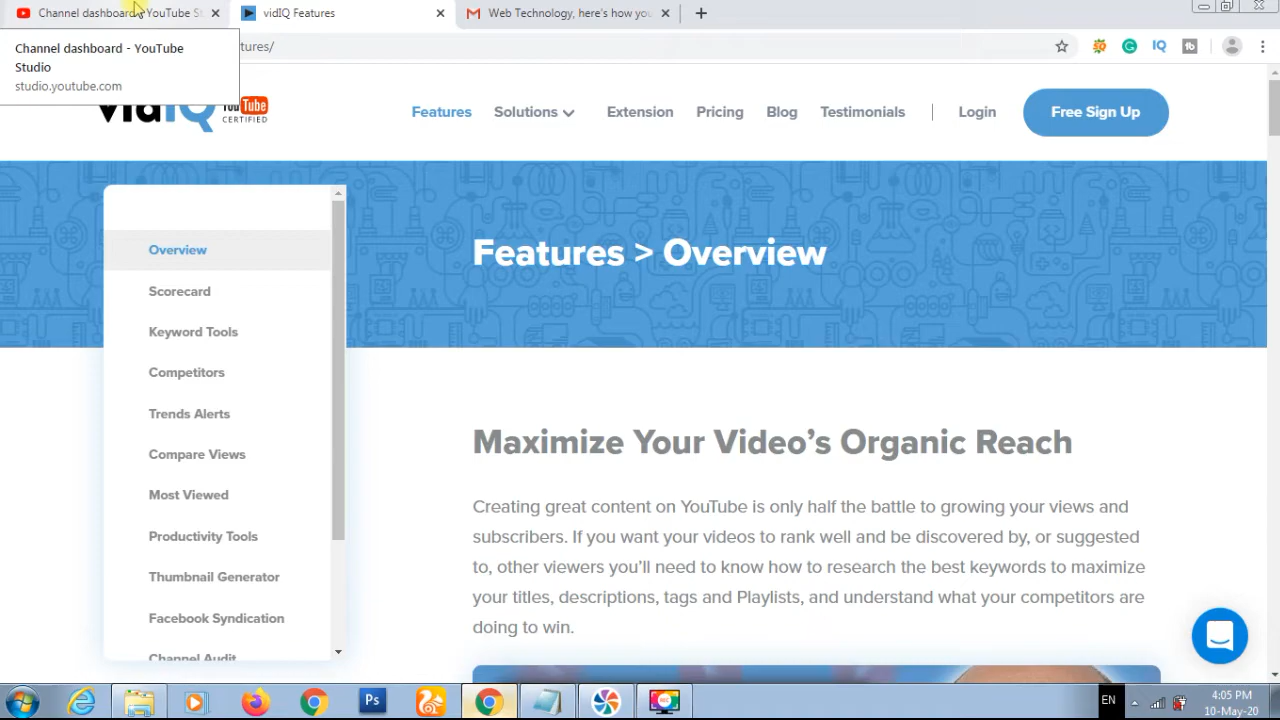 Channel dashboard - YouTube St
vidIQ Features
Web Technology, here's how you
Channel dashboard - YouTube
Studio
studio.youtube.com
tures/
vidIQ
You Tube
CERTIFIED
Features
Solutions
Extension
Pricing
Blog
Testimonials
Login
Free Sign Up
Overview
Scorecard
Keyword Tools
Competitors
Trends Alerts
Compare Views
Most Viewed
Productivity Tools
Thumbnail Generator
Facebook Syndication
Channel Audit
Features > Overview
Maximize Your Video’s Organic Reach
Creating great content on YouTube is only half the battle to growing your views and
subscribers. If you want your videos to rank well and be discovered by, or suggested
to, other viewers you’ll need to know how to research the best keywords to maximize
your titles, descriptions, tags and Playlists, and understand what your competitors are
doing to win.
IQ
tb
Ps
EN
4:05 PM
10-May-20